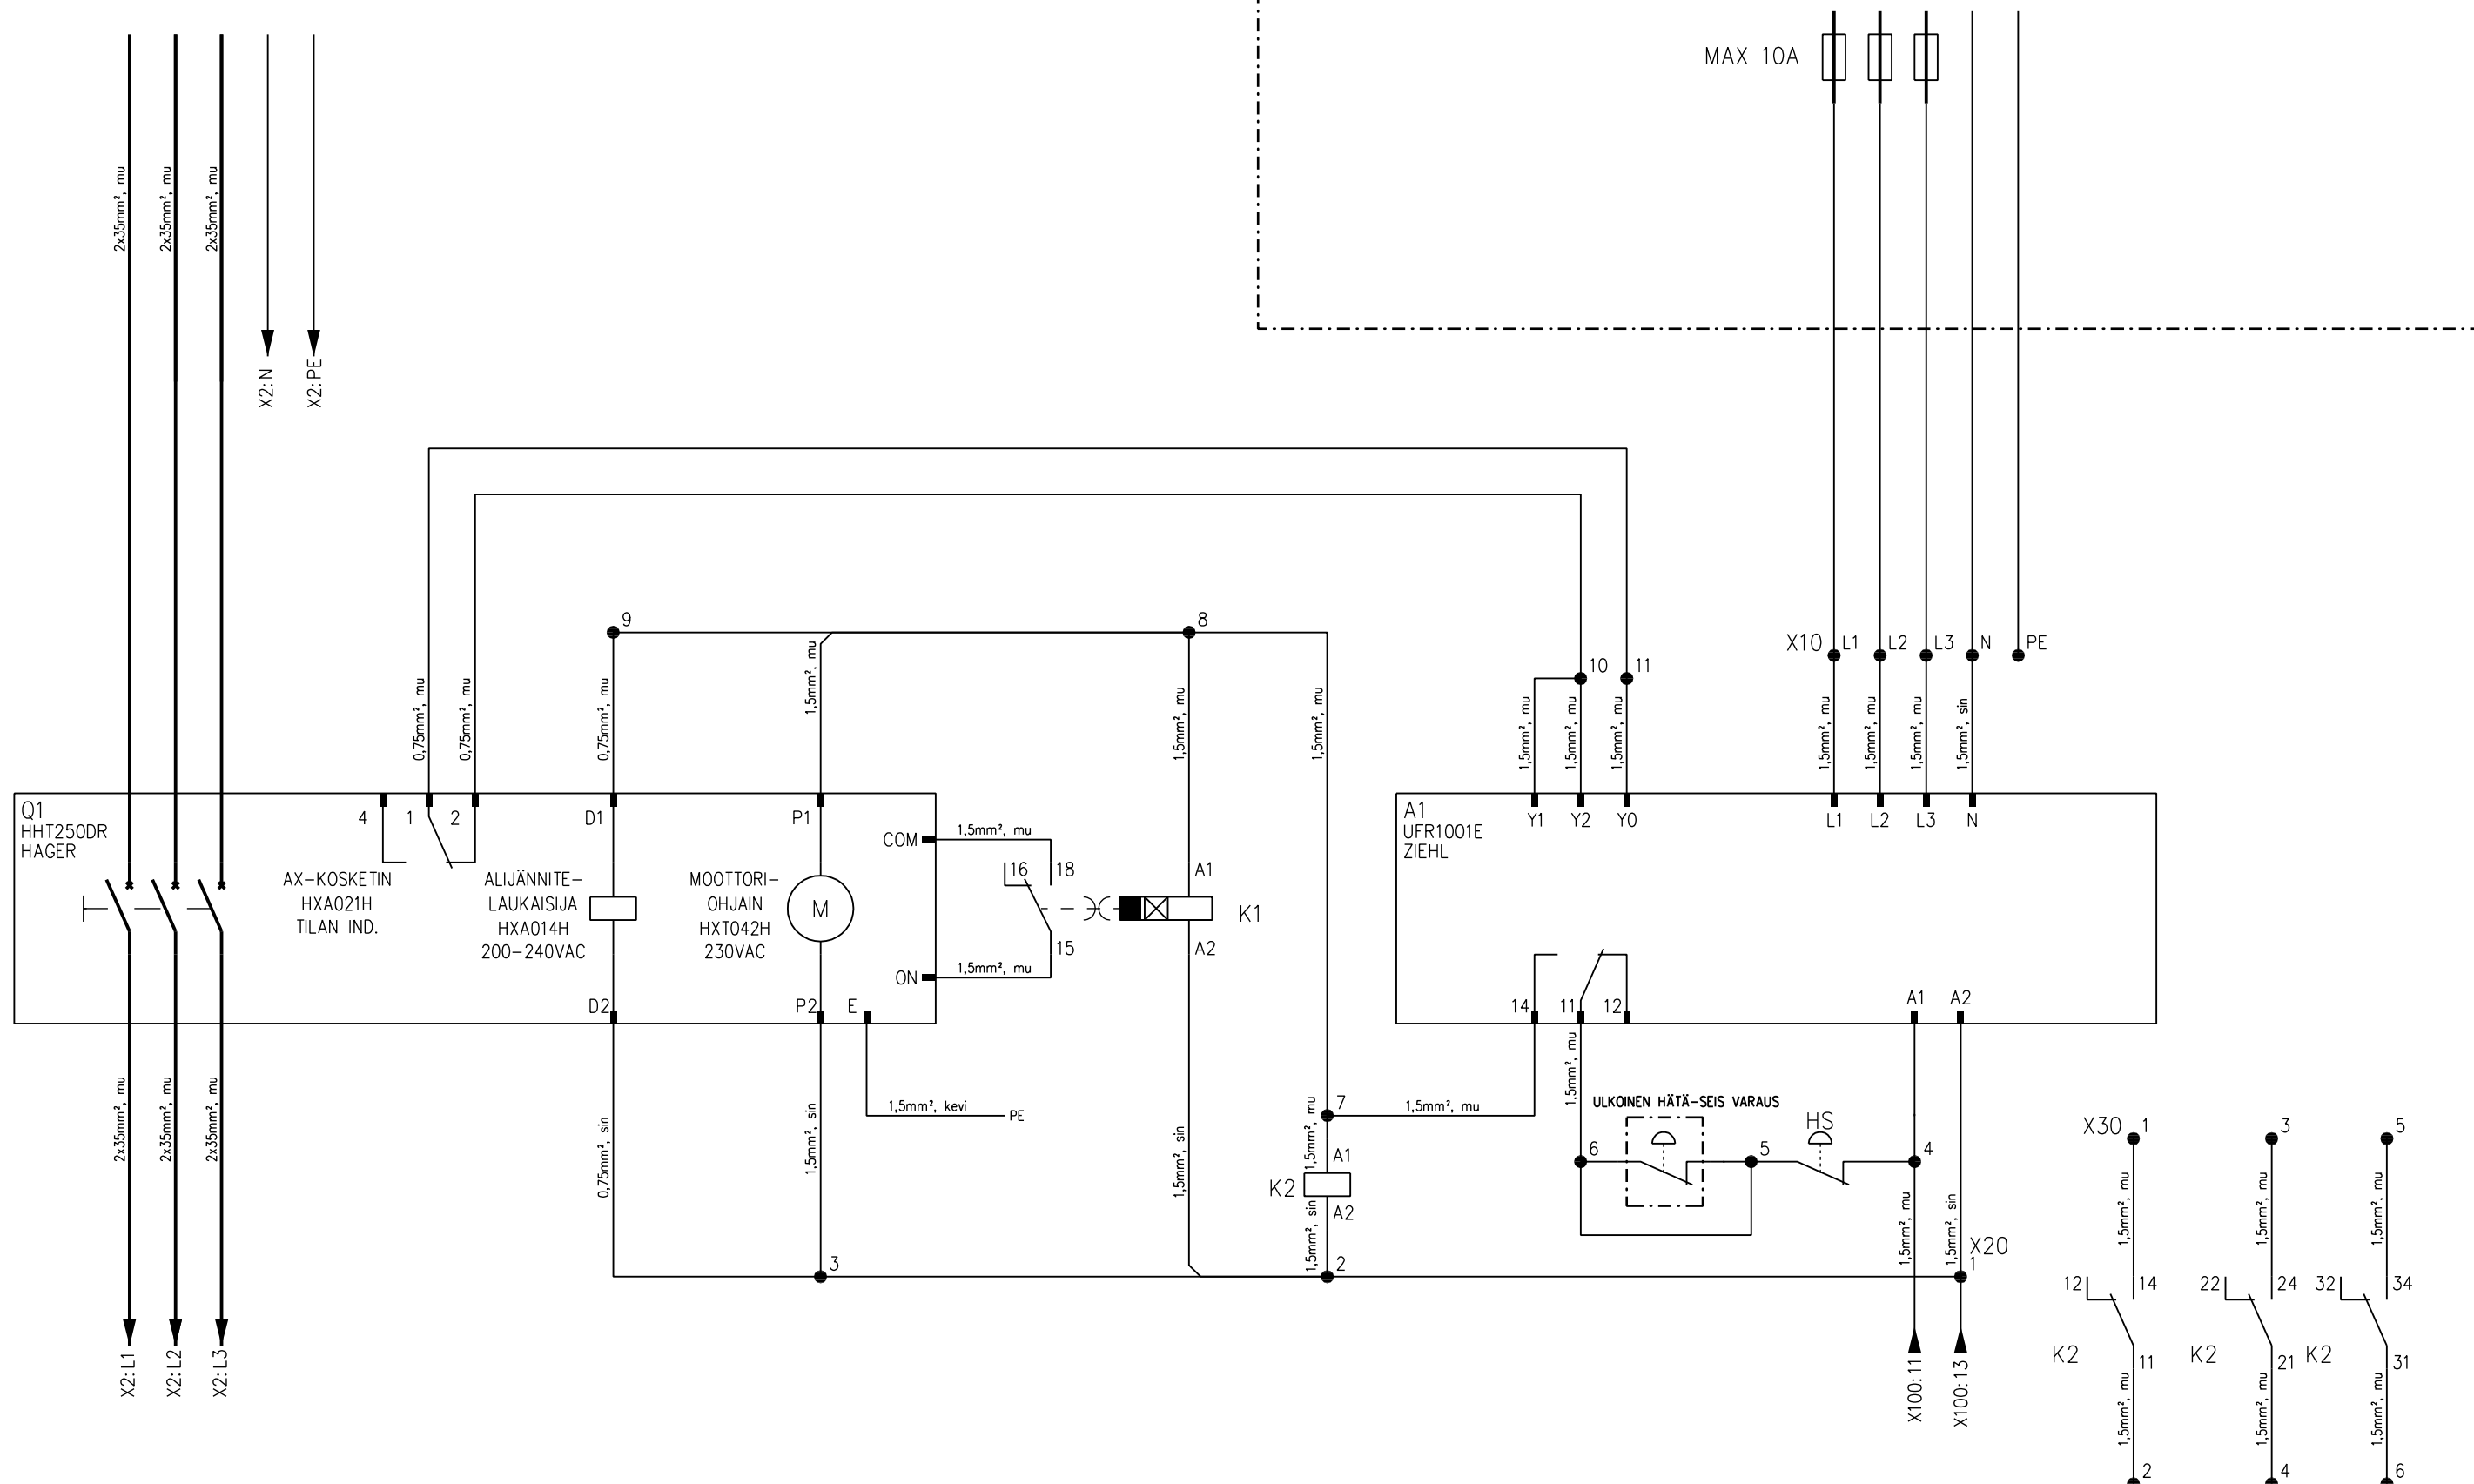 MAX 10A
2x35mm², mu
2x35mm², mu
2x35mm², mu
X2:N
X2:PE
9
8
1,5mm², mu
X10
L1
L2
L3
N
PE
10
11
0,75mm², mu
0,75mm², mu
0,75mm², mu
1,5mm², mu
1,5mm², mu
1,5mm², mu
1,5mm², mu
1,5mm², mu
1,5mm², mu
1,5mm², mu
1,5mm², mu
1,5mm², sin
Q1
HHT250DR
HAGER
4
1
2
D1
P1
COM
1,5mm², mu
A1
UFR1001E
ZIEHL
Y1
Y2
Y0
L1
L2
L3
N
AX-KOSKETIN
HXA021H
TILAN IND.
ALIJÄNNITE-
LAUKAISIJA
HXA014H
200-240VAC
MOOTTORI-
OHJAIN
HXT042H
230VAC
M
16
18
15
A1
K1
A2
ON
1,5mm², mu
D2
P2
E
14
11
12
A1
A2
2x35mm², mu
2x35mm², mu
2x35mm², mu
0,75mm², sin
1,5mm², sin
1,5mm², kevi
PE
1,5mm², sin
1,5mm², mu
7
1,5mm², mu
1,5mm², mu
ULKOINEN HÄTÄ-SEIS VARAUS
HS
6
5
4
K2
A1
A2
1,5mm², sin
1,5mm², mu
1,5mm², sin
X20
1
3
2
X30
1
3
5
1,5mm², mu
1,5mm², mu
1,5mm², mu
12
14
22
24
32
34
K2
11
K2
21
K2
31
1,5mm², mu
1,5mm², mu
1,5mm², mu
2
4
6
X2:L1
X2:L2
X2:L3
X100:11
X100:13